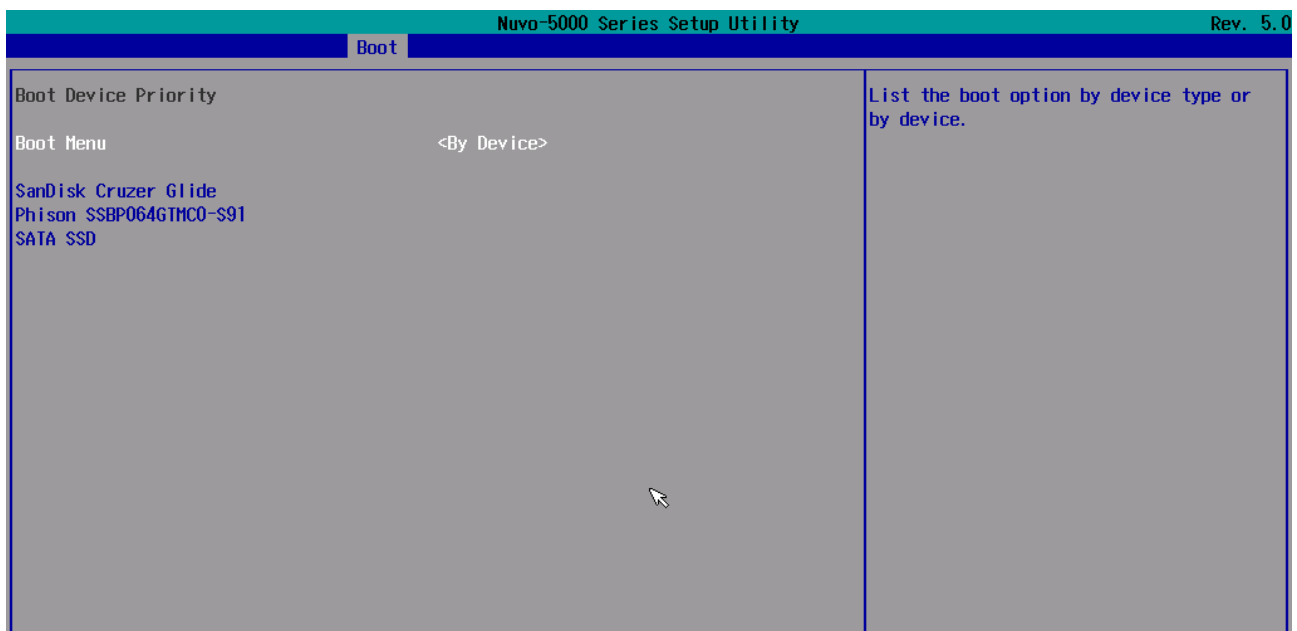 Nuvo-5000 Series Setup Utility Rev. 5.0
Boot
Boot Device Priority
Boot Menu <By Device>
SanDisk Cruzer Glide
Phison SSBP064GTMC0-S91
SATA SSD
List the boot option by device type or
by device.